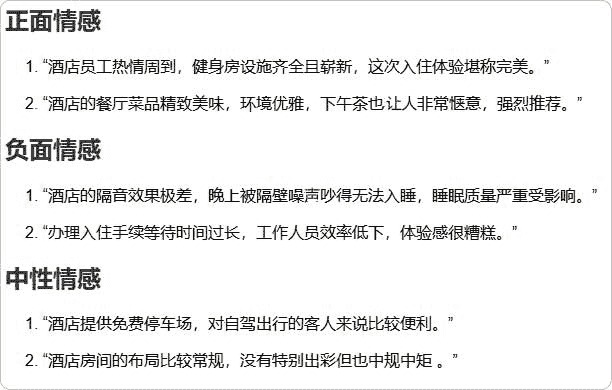 正面情感
1. “酒店员工热情周到，健身房设施齐全且崭新，这次入住体验堪称完美。”
2. “酒店的餐厅菜品精致美味，环境优雅，下午茶也让人非常惬意，强烈推荐。”
负面情感
1. “酒店的隔音效果极差，晚上被隔壁噪声吵得无法入睡，睡眠质量严重受影响。”
2. “办理入住手续等待时间过长，工作人员效率低下，体验感很糟糕。”
中性情感
1. “酒店提供免费停车场，对自驾出行的客人来说比较便利。”
2. “酒店房间的布局比较常规，没有特别出彩但也中规中矩 。”